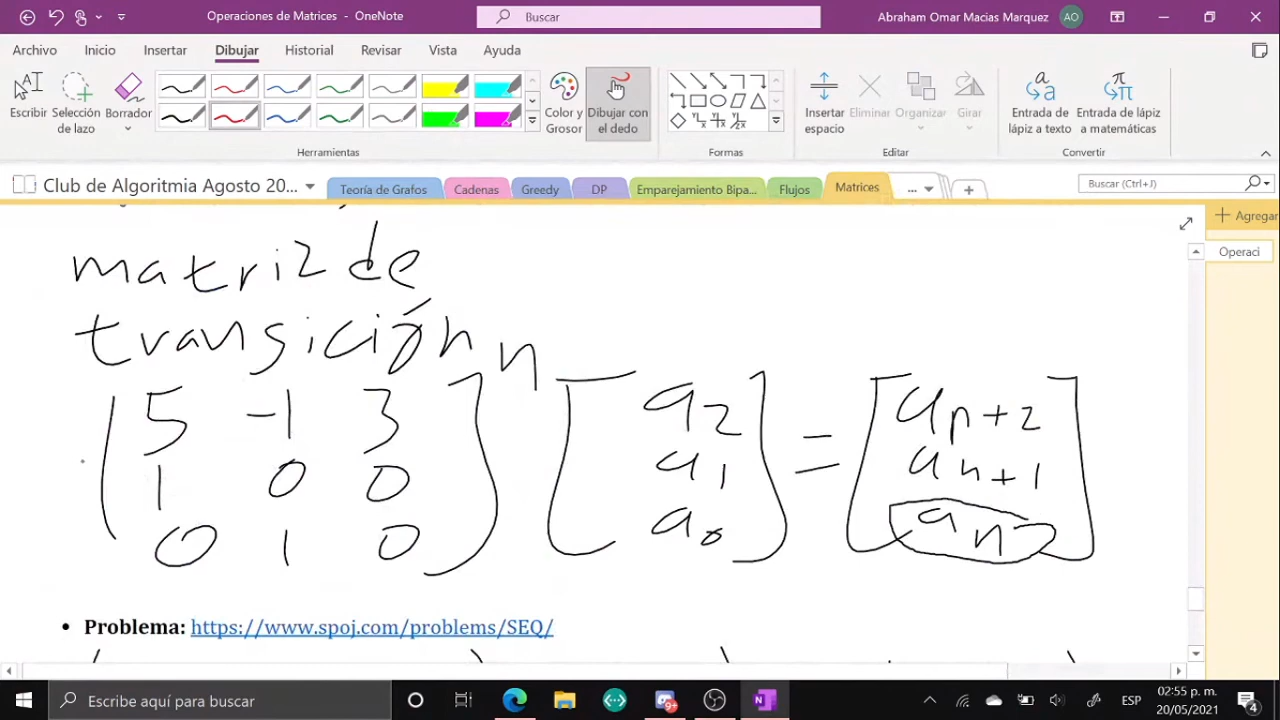 Operaciones de Matrices - OneNote
Buscar
Abraham Omar Macias Marquez
AO
Archivo Inicio Insertar Dibujar Historial Revisar Vista Ayuda
Escribir
Selección de lazo
Borrador
Color y Grosor
Dibujar con el dedo
Insertar espacio
Eliminar
Organizar
Girar
Entrada de lápiz a texto
Entrada de lápiz a matemáticas
Herramientas
Formas
Editar
Convertir
Club de Algoritmia Agosto 20...
Teoría de Grafos
Cadenas
Greedy
DP
Emparejamiento Bipa...
Flujos
Matrices
...
Buscar (Ctrl+J)
Agregar
Operaci
matriz de
transición n
5 -1 3 a2 = an+2
1 0 0 a1 an+1
0 1 0 a0 an
• Problema: https://www.spoj.com/problems/SEQ/
Escribe aquí para buscar
9+
ESP
02:55 p. m.
20/05/2021
4